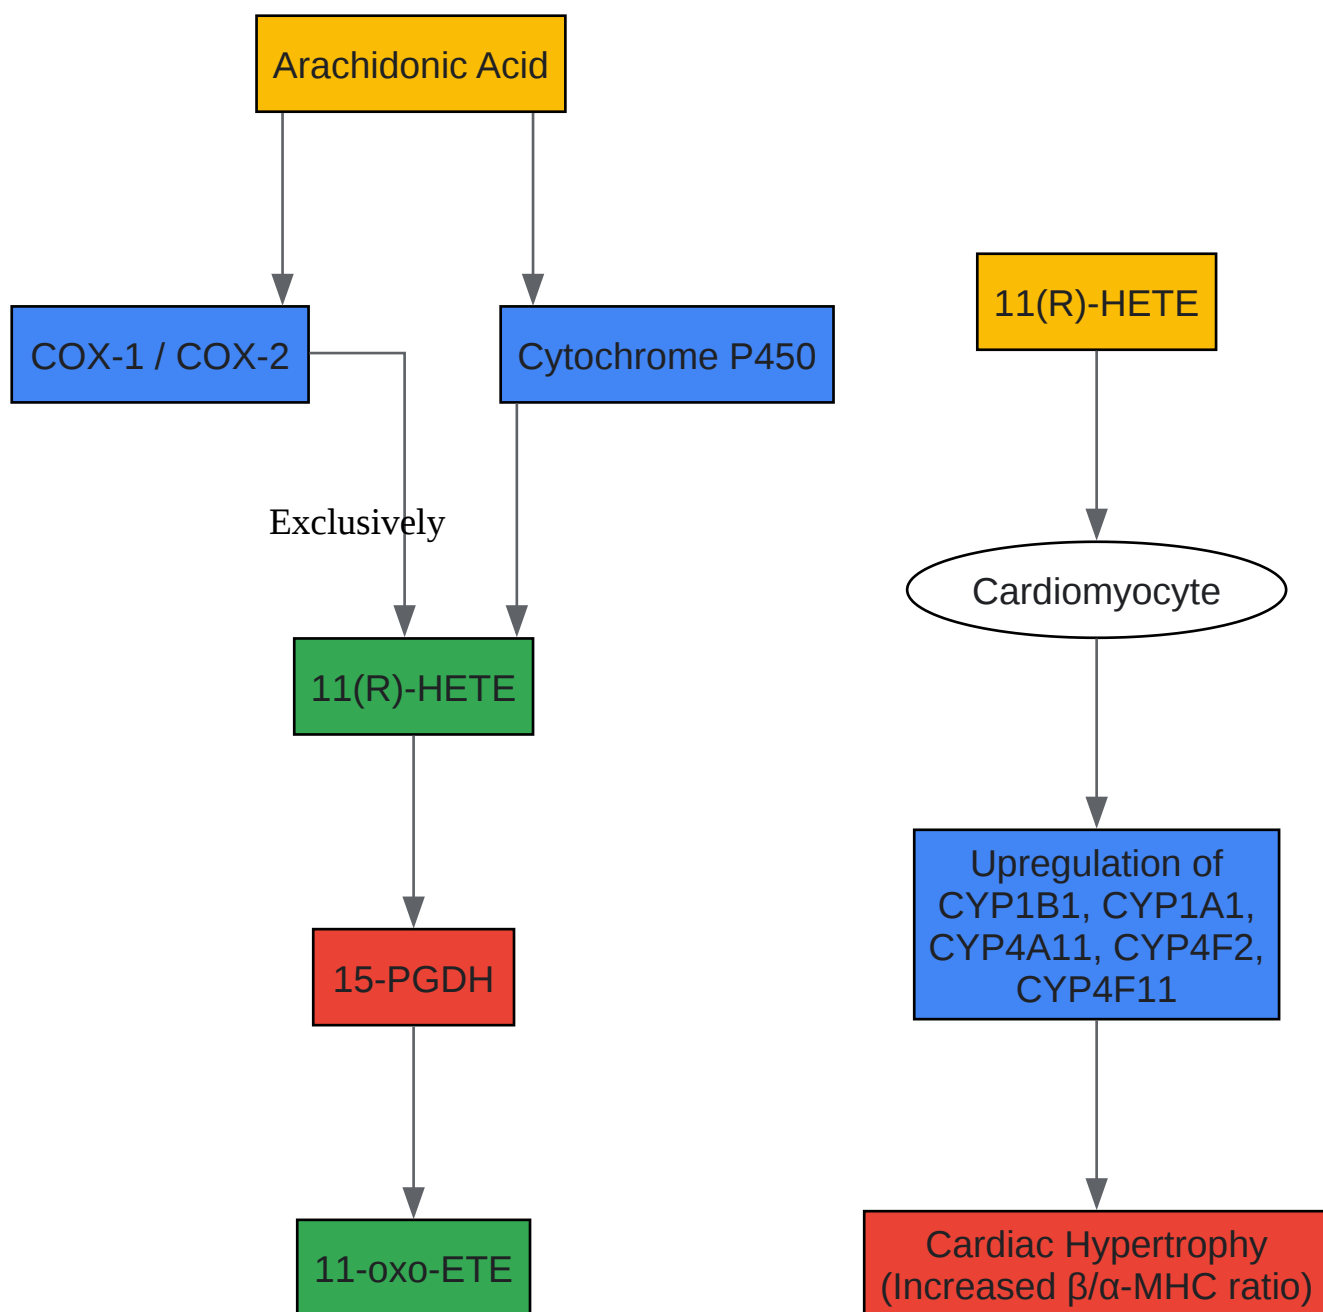 Arachidonic Acid
COX-1 / COX-2
Cytochrome P450
Exclusively
11(R)-HETE
15-PGDH
11-oxo-ETE
11(R)-HETE
Cardiomyocyte
Upregulation of
CYP1B1, CYP1A1,
CYP4A11, CYP4F2,
CYP4F11
Cardiac Hypertrophy
(Increased β/α-MHC ratio)